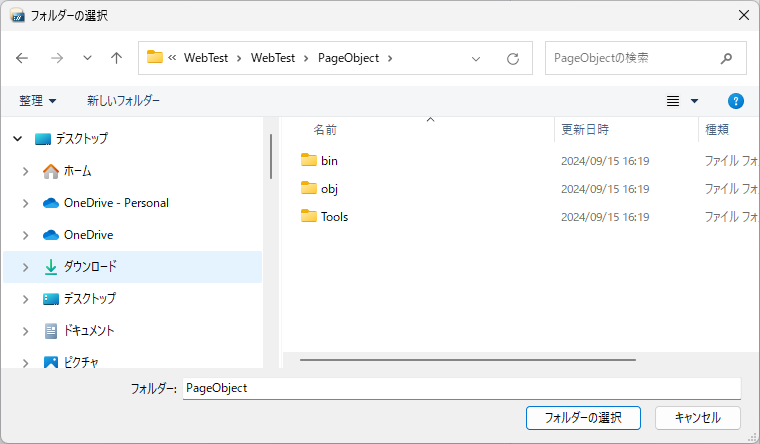 フォルダーの選択
« WebTest › WebTest › PageObject ›
PageObjectの検索
整理 新しいフォルダー
名前 更新日時 種類
デスクトップ
ホーム
OneDrive - Personal
OneDrive
ダウンロード
デスクトップ
ドキュメント
ピクチャ
bin 2024/09/15 16:19 ファイル フォ
obj 2024/09/15 16:19 ファイル フォ
Tools 2024/09/15 16:19 ファイル フォ
フォルダー: PageObject
フォルダーの選択 キャンセル